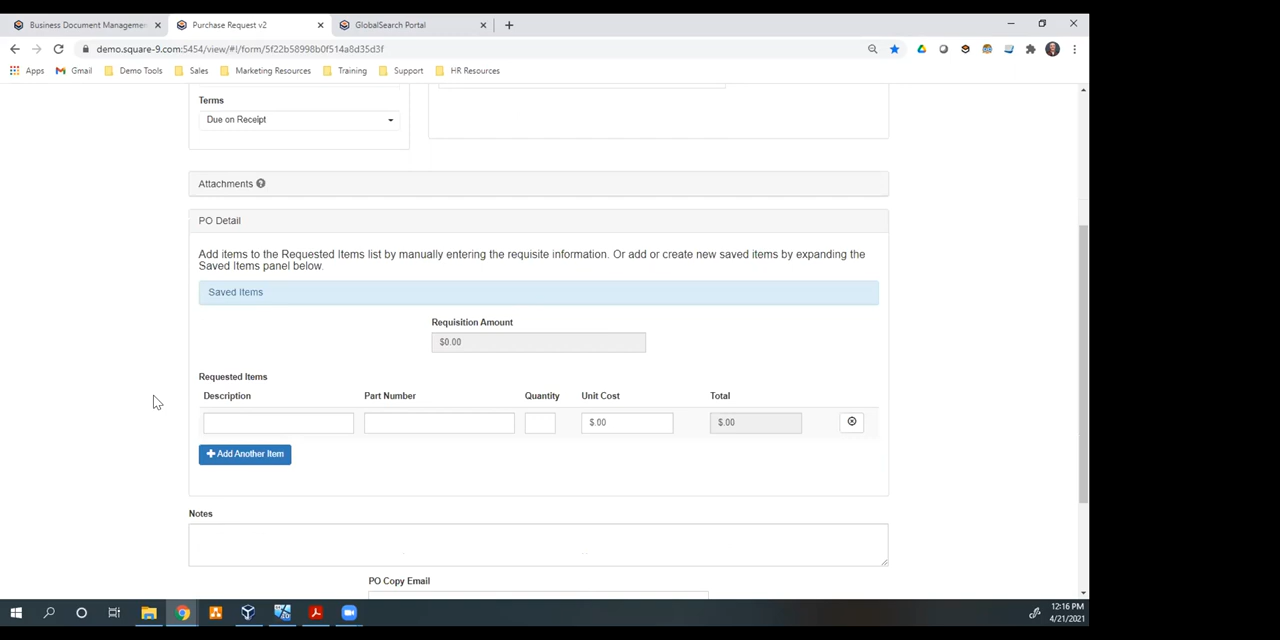 Business Document Manageme
Purchase Request v2
GlobalSearch Portal
demo.square-9.com:5454/view/#!/form/5f22b58998b0f514a8d35d3f
Apps
Gmail
Demo Tools
Sales
Marketing Resources
Training
Support
HR Resources
Terms
Due on Receipt
Attachments
PO Detail
Add items to the Requested Items list by manually entering the requisite information. Or add or create new saved items by expanding the
Saved Items panel below.
Saved Items
Requisition Amount
$0.00
Requested Items
Description Part Number Quantity Unit Cost Total
$.00 $.00
Add Another Item
Notes
PO Copy Email
12:16 PM
4/21/2021